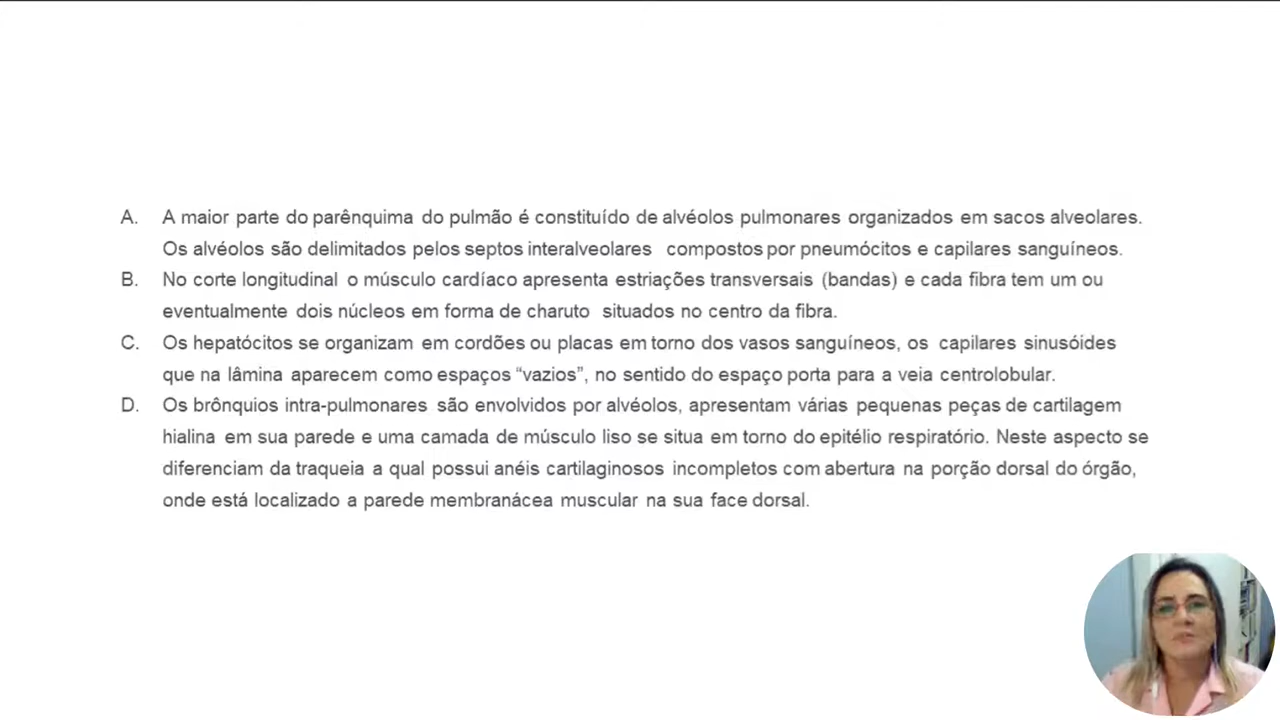 A. A maior parte do parênquima do pulmão é constituído de alvéolos pulmonares organizados em sacos alveolares.
Os alvéolos são delimitados pelos septos interalveolares compostos por pneumócitos e capilares sanguíneos.
B. No corte longitudinal o músculo cardíaco apresenta estriações transversais (bandas) e cada fibra tem um ou
eventualmente dois núcleos em forma de charuto situados no centro da fibra.
C. Os hepatócitos se organizam em cordões ou placas em torno dos vasos sanguíneos, os capilares sinusóides
que na lâmina aparecem como espaços “vazios”, no sentido do espaço porta para a veia centrolobular.
D. Os brônquios intra-pulmonares são envolvidos por alvéolos, apresentam várias pequenas peças de cartilagem
hialina em sua parede e uma camada de músculo liso se situa em torno do epitélio respiratório. Neste aspecto se
diferenciam da traqueia a qual possui anéis cartilaginosos incompletos com abertura na porção dorsal do órgão,
onde está localizado a parede membranácea muscular na sua face dorsal.